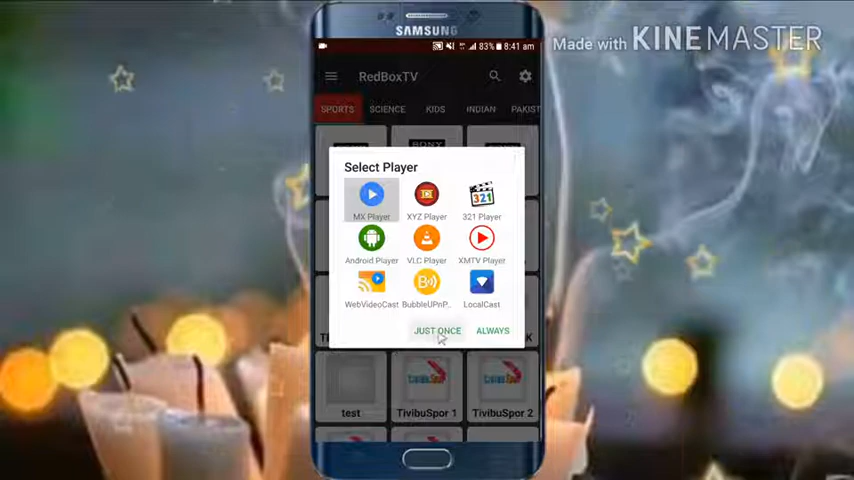 SAMSUNG
Made with KINEMASTER
83% 8:41 am
RedBoxTV
SPORTS SCIENCE KIDS INDIAN PAKIST
Select Player
MX Player XYZ Player 321 Player
321
Android Player VLC Player XMTV Player
WebVideoCast BubbleUPnP.. LocalCast
JUST ONCE ALWAYS
test TivibuSpor 1 TivibuSpor 2